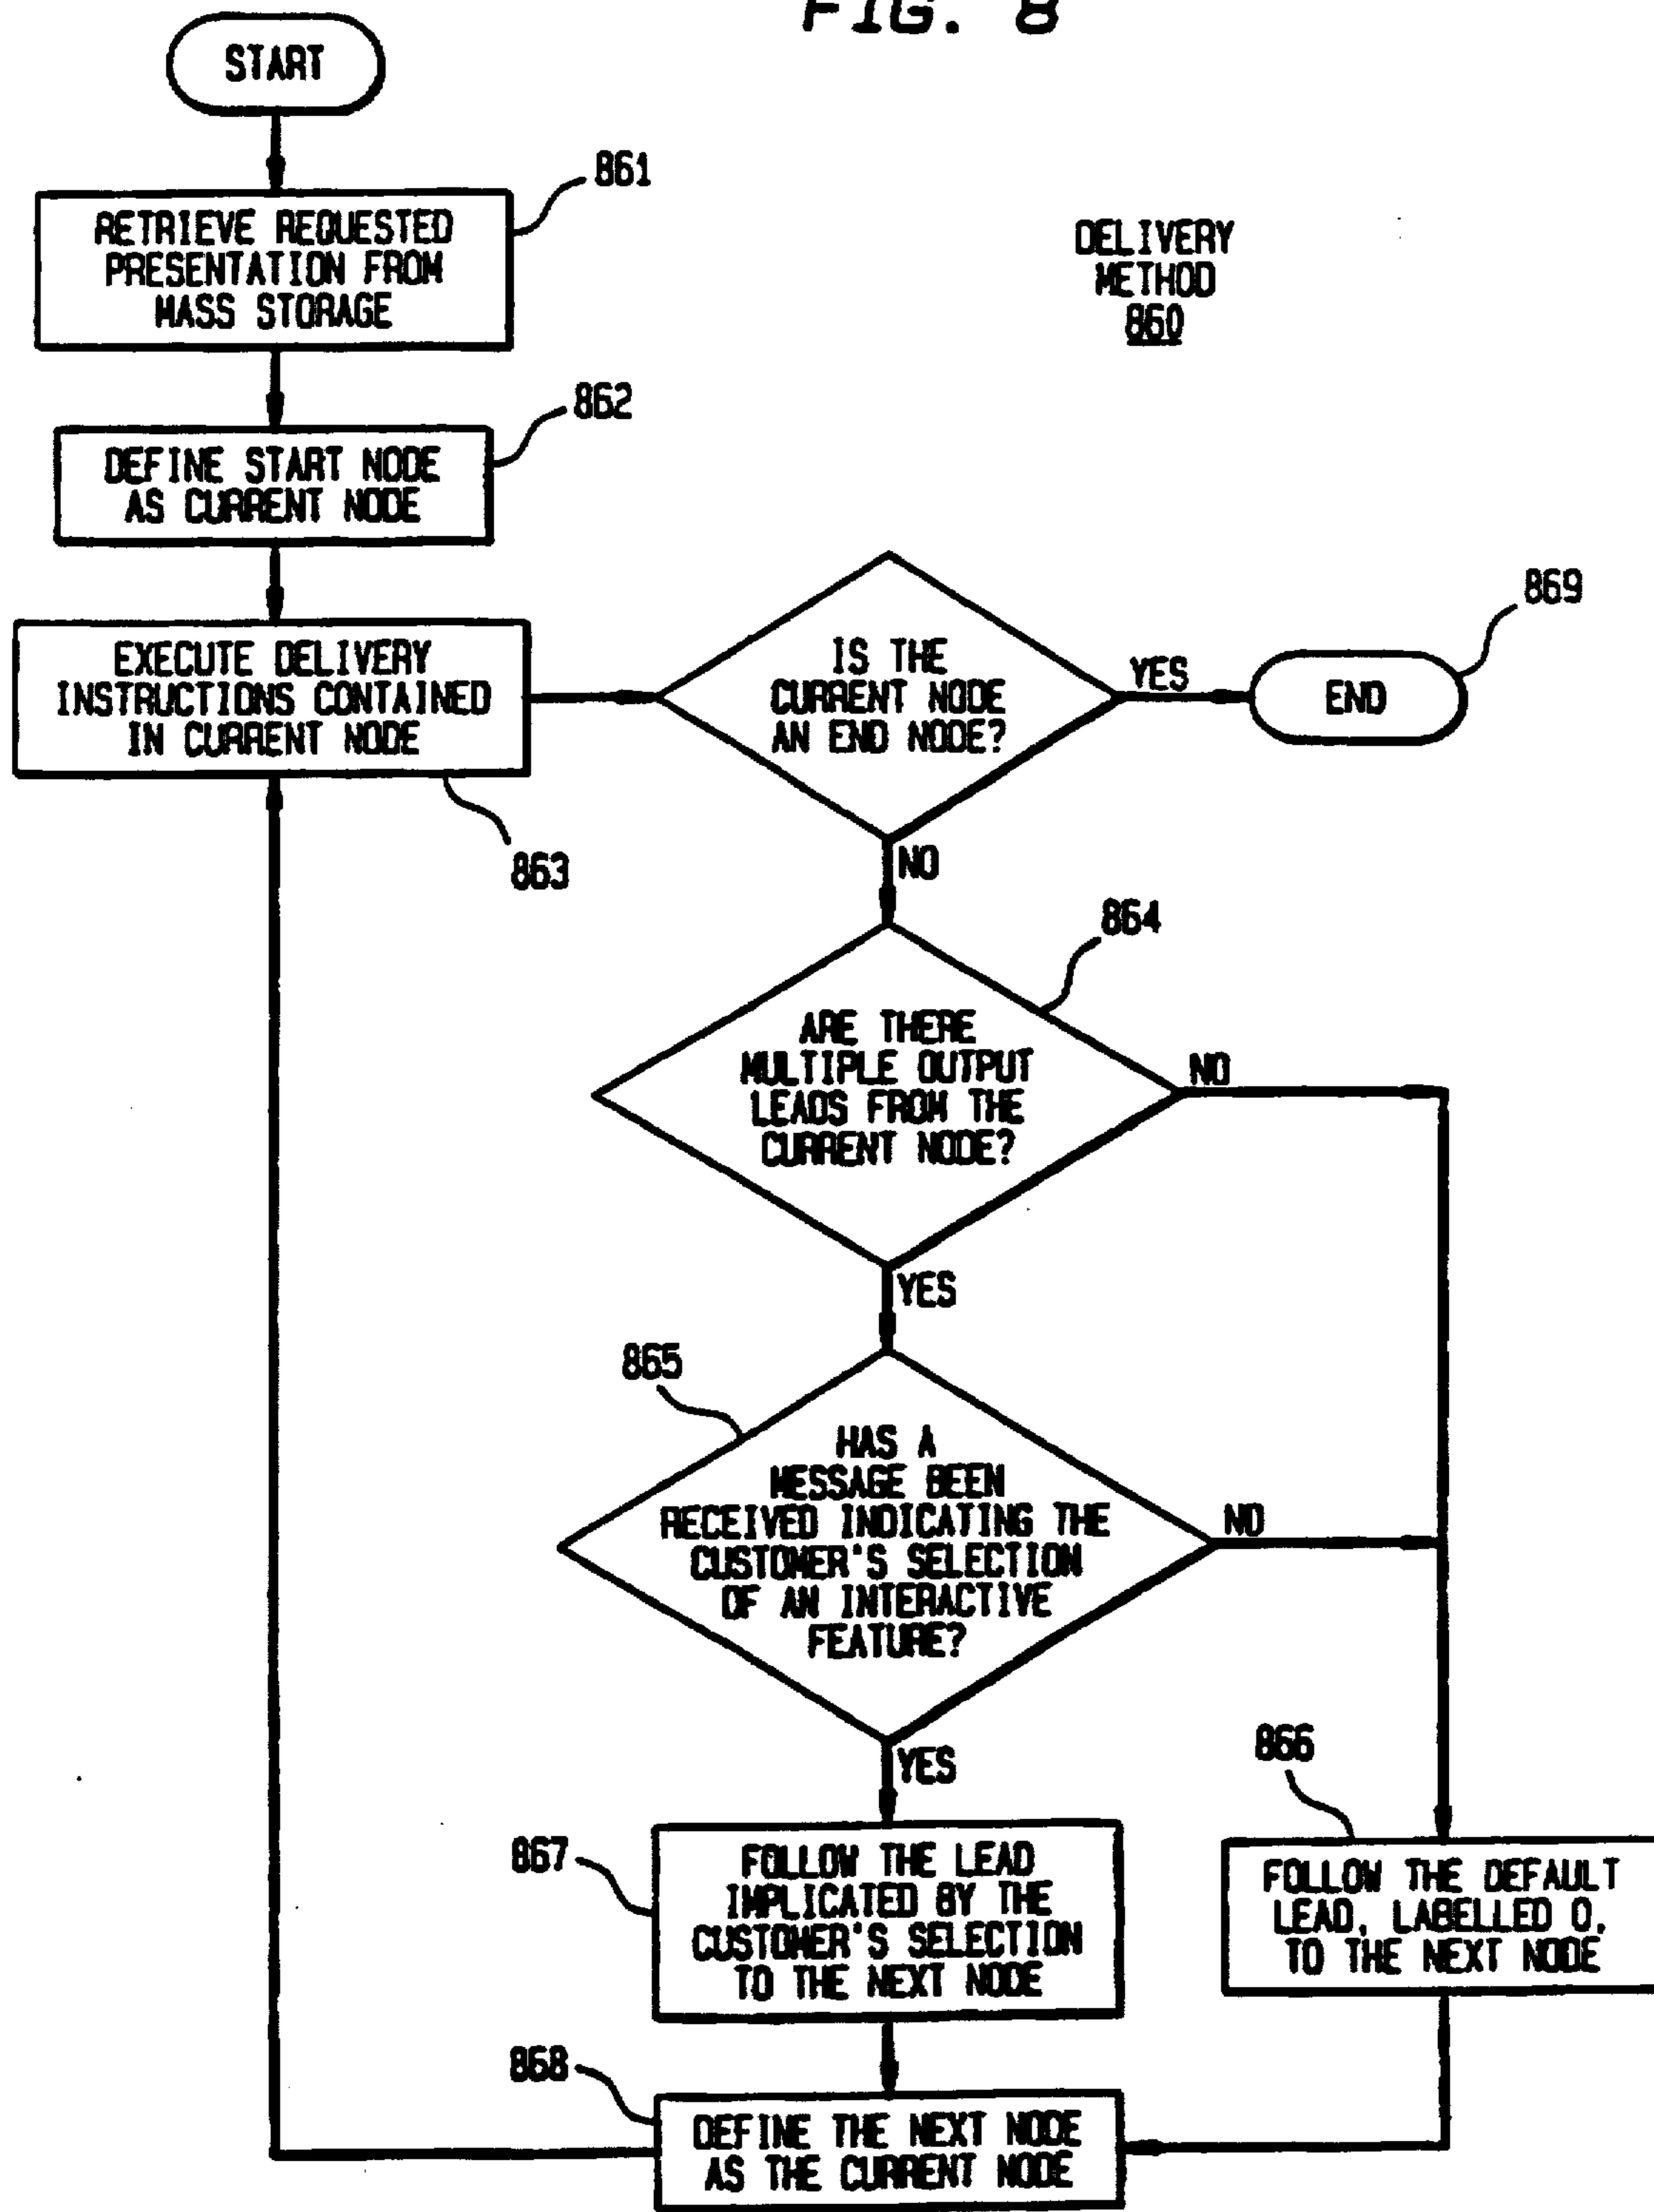 FIG. 8
START
861
RETRIEVE REQUESTED
PRESENTATION FROM
MASS STORAGE
DELIVERY
METHOD
860
862
DEFINE START NODE
AS CURRENT NODE
EXECUTE DELIVERY
INSTRUCTIONS CONTAINED
IN CURRENT NODE
863
IS THE
CURRENT NODE
AN END NODE?
YES
869
END
NO
864
ARE THERE
MULTIPLE OUTPUT
LEADS FROM THE
CURRENT NODE?
NO
YES
865
HAS A
MESSAGE BEEN
RECEIVED INDICATING THE
CUSTOMER'S SELECTION
OF AN INTERACTIVE
FEATURE?
NO
YES
866
867
FOLLOW THE LEAD
IMPLICATED BY THE
CUSTOMER'S SELECTION
TO THE NEXT NODE
FOLLOW THE DEFAULT
LEAD, LABELLED 0,
TO THE NEXT NODE
868
DEFINE THE NEXT NODE
AS THE CURRENT NODE